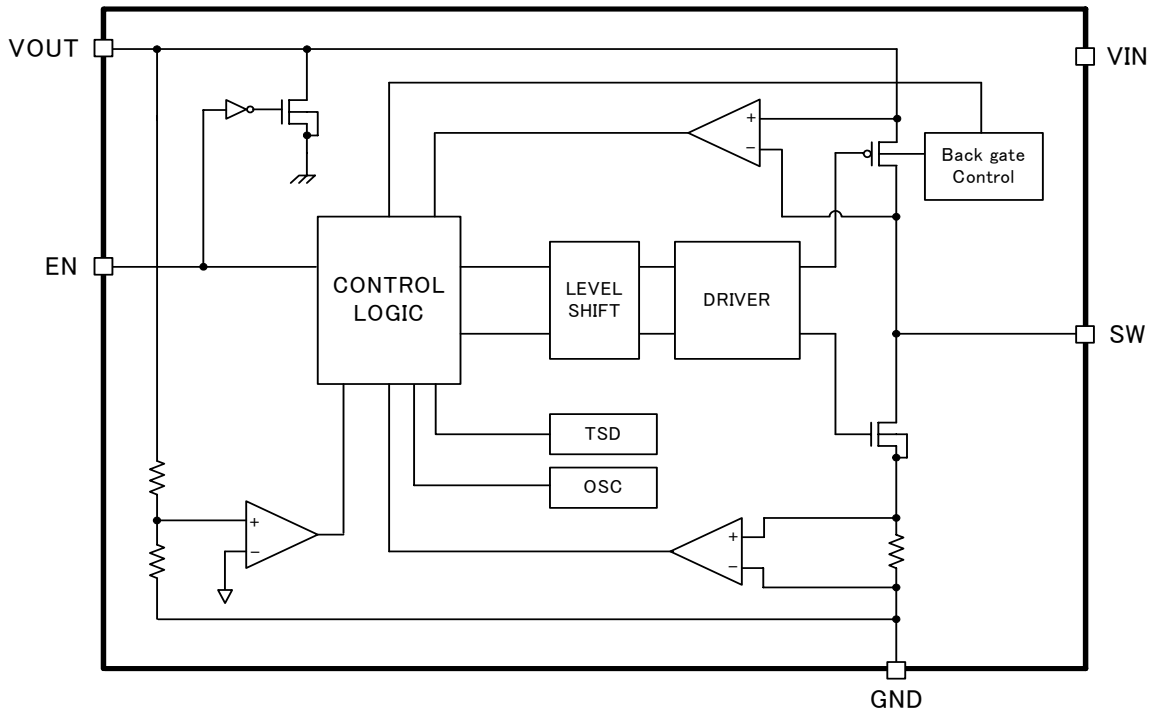 VOUT
VIN
+
−
Back gate
Control
EN
CONTROL
LOGIC
LEVEL
SHIFT
DRIVER
SW
TSD
OSC
+
−
+
−
GND